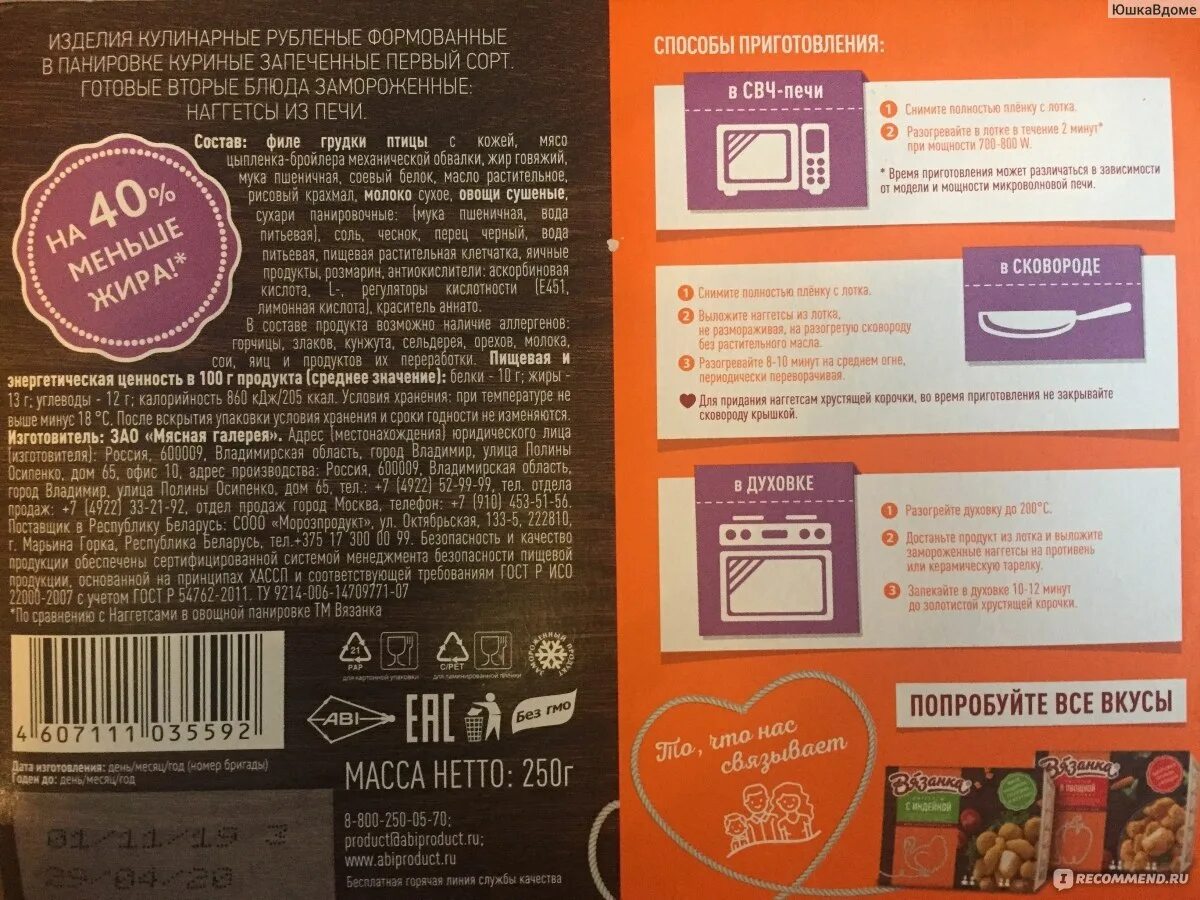 ИЗДЕЛИЯ КУЛИНАРНЫЕ РУБЛЕНЫЕ ФОРМОВАННЫЕ
В ПАНИРОВКЕ КУРИНЫЕ ЗАПЕЧЕННЫЕ ПЕРВЫЙ СОРТ.
ГОТОВЫЕ ВТОРЫЕ БЛЮДА ЗАМОРОЖЕННЫЕ:
НАГГЕТСЫ ИЗ ПЕЧИ.
НА 40%
МЕНЬШЕ
ЖИРА!*
Состав: филе грудки птицы с кожей, мясо
цыпленка-бройлера механической обвалки, жир говяжий,
мука пшеничная, соевый белок, масло растительное,
рисовый крахмал, молоко сухое, овощи сушеные,
сухари панировочные: (мука пшеничная, вода
питьевая), соль, чеснок, перец черный, вода
питьевая, пищевая растительная клетчатка, яичные
продукты, розмарин, антиокислители: аскорбиновая
кислота, L-, регуляторы кислотности (Е451,
лимонная кислота), краситель аннато.
В составе продукта возможно наличие аллергенов:
горчицы, злаков, кунжута, сельдерея, орехов, молока,
сои, яиц и продуктов их переработки. Пищевая и
энергетическая ценность в 100 г продукта (среднее значение): белки - 10 г; жиры -
13 г; углеводы - 12 г; калорийность 860 кДж/205 ккал. Условия хранения: при температуре не
выше минус 18 °С. После вскрытия упаковки условия хранения и сроки годности не изменяются.
Изготовитель: ЗАО «Мясная галерея». Адрес (местонахождения) юридического лица
(изготовителя): Россия, 600009, Владимирская область, город Владимир, улица Полины
Осипенко, дом 65, офис 10, адрес производства: Россия, 600009, Владимирская область,
город Владимир, улица Полины Осипенко, дом 65, тел.: +7 (4922) 52-99-99, тел. отдела
продаж: +7 (4922) 33-21-92, отдел продаж город Москва, телефон: +7 (910) 453-51-56.
Поставщик в Республику Беларусь: СООО «Морозпродукт», ул. Октябрьская, 133-5, 222810,
г. Марьина Горка, Республика Беларусь, тел.+375 17 300 00 99. Безопасность и качество
продукции обеспечены сертифицированной системой менеджмента безопасности пищевой
продукции, основанной на принципах ХАССП и соответствующей требованиям ГОСТ Р ИСО
22000-2007 с учетом ГОСТ Р 54762-2011. ТУ 9214-006-14709771-07
*По сравнению с Наггетсами в овощной панировке ТМ Вязанка
4 607111 035592
21
PAP
для картонной упаковки
C/PET
для ламинированной плёнки
ЗАМОРОЖЕННЫЙ ПРОДУКТ
ABI
EAC
Без ГМО
Дата изготовления: день/месяц/год (номер бригады)
Годен до: день/месяц/год
01/11/19 3
29/04/20
МАССА НЕТТО: 250г
8-800-250-05-70;
product@abiproduct.ru;
www.abiproduct.ru
Бесплатная горячая линия службы качества
ЮшкаВдоме
СПОСОБЫ ПРИГОТОВЛЕНИЯ:
в СВЧ-печи
1 Снимите полностью плёнку с лотка.
2 Разогревайте в лотке в течение 2 минут*
при мощности 780-800 W.
* Время приготовления может различаться в зависимости
от модели и мощности микроволновой печи.
в СКОВОРОДЕ
1 Снимите полностью плёнку с лотка.
2 Выложите наггетсы из лотка,
не размораживая, на разогретую сковороду
без растительного масла.
3 Разогревайте 8-10 минут на среднем огне,
периодически переворачивая.
Для придания наггетсам хрустящей корочки, во время приготовления не закрывайте
сковороду крышкой.
в ДУХОВКЕ
1 Разогрейте духовку до 200°С.
2 Достаньте продукт из лотка и выложите
замороженные наггетсы на противень
или керамическую тарелку.
3 Запекайте в духовке 10-12 минут
до золотистой хрустящей корочки.
То, что нас
связывает
ПОПРОБУЙТЕ ВСЕ ВКУСЫ
Вязанка
С ИНДЕЙКОЙ
Вязанка
В ОВОЩНОЙ
I RECOMMEND.RU